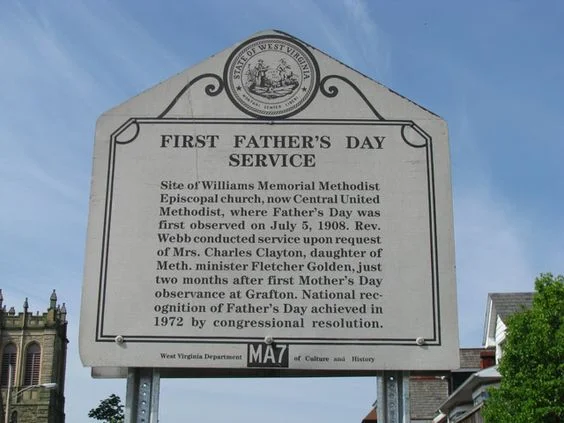 STATE OF WEST VIRGINIA
MONTANI SEMPER LIBERI
FIRST FATHER'S DAY
SERVICE
Site of Williams Memorial Methodist
Episcopal church, now Central United
Methodist, where Father's Day was
first observed on July 5, 1908. Rev.
Webb conducted service upon request
of Mrs. Charles Clayton, daughter of
Meth. minister Fletcher Golden, just
two months after first Mother's Day
observance at Grafton. National rec-
ognition of Father's Day achieved in
1972 by congressional resolution.
West Virginia Department MA7 of Culture and History